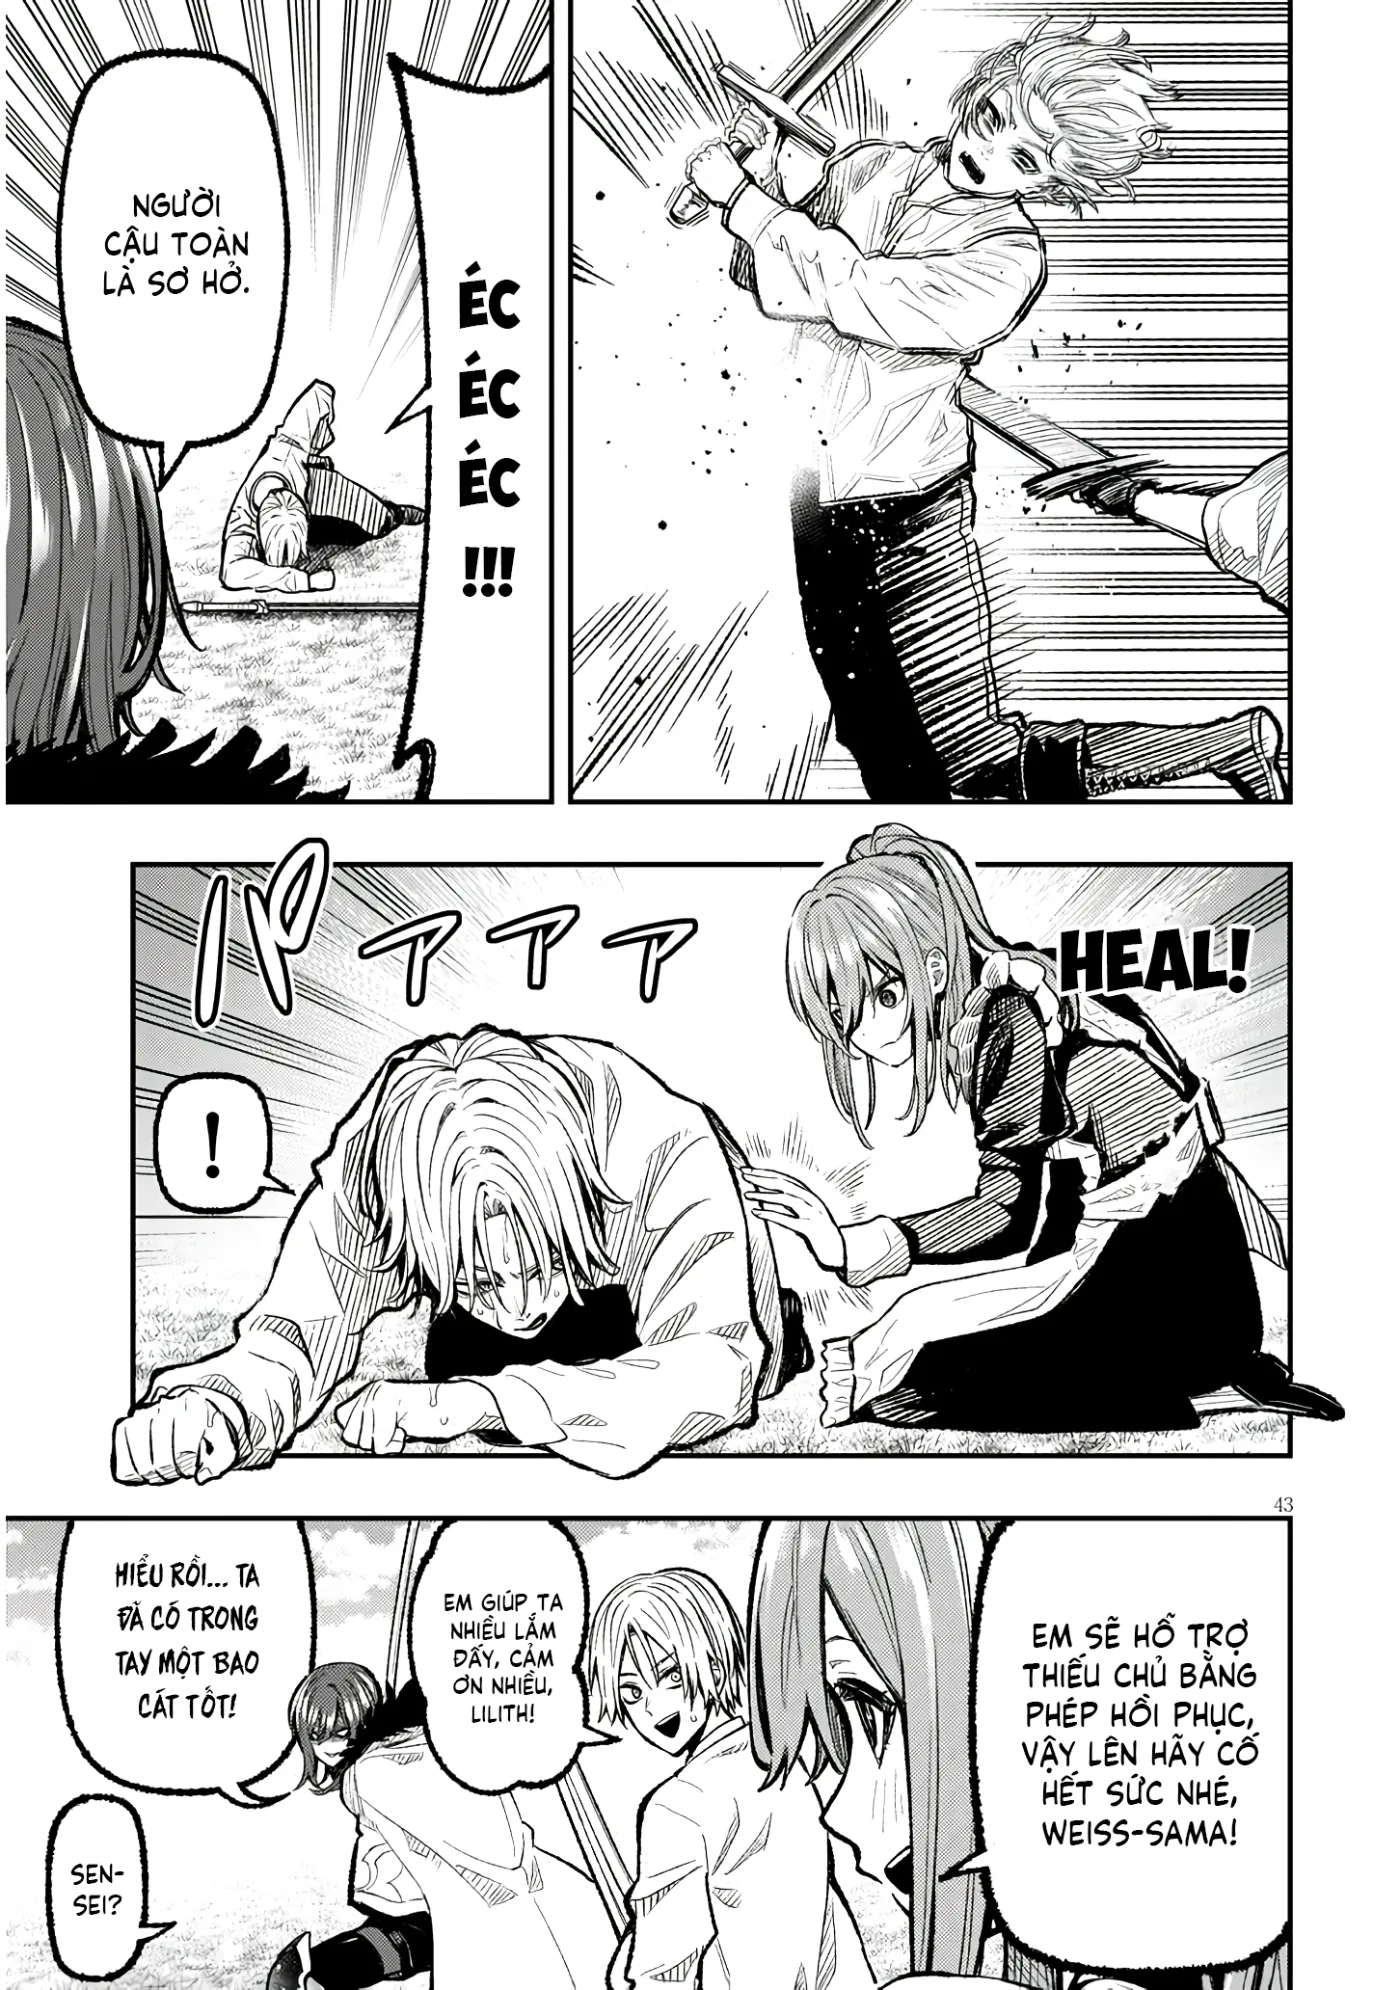 ÉC
ÉC
ÉC
!!!
NGƯỜI
CẬU TOÀN
LÀ SƠ HỞ.
HEAL!
パァァァ
!
43
EM SẼ HỖ TRỢ
THIẾU CHỦ BẰNG
PHÉP HỒI PHỤC,
VẬY LÊN HÃY CỐ
HẾT SỨC NHÉ,
WEISS-SAMA!
EM GIÚP TA
NHIỀU LẮM
ĐẤY, CẢM
ƠN NHIỀU,
LILITH!
HIỂU RỒI... TA
ĐÃ CÓ TRONG
TAY MỘT BAO
CÁT TỐT!
SEN-
SEI?